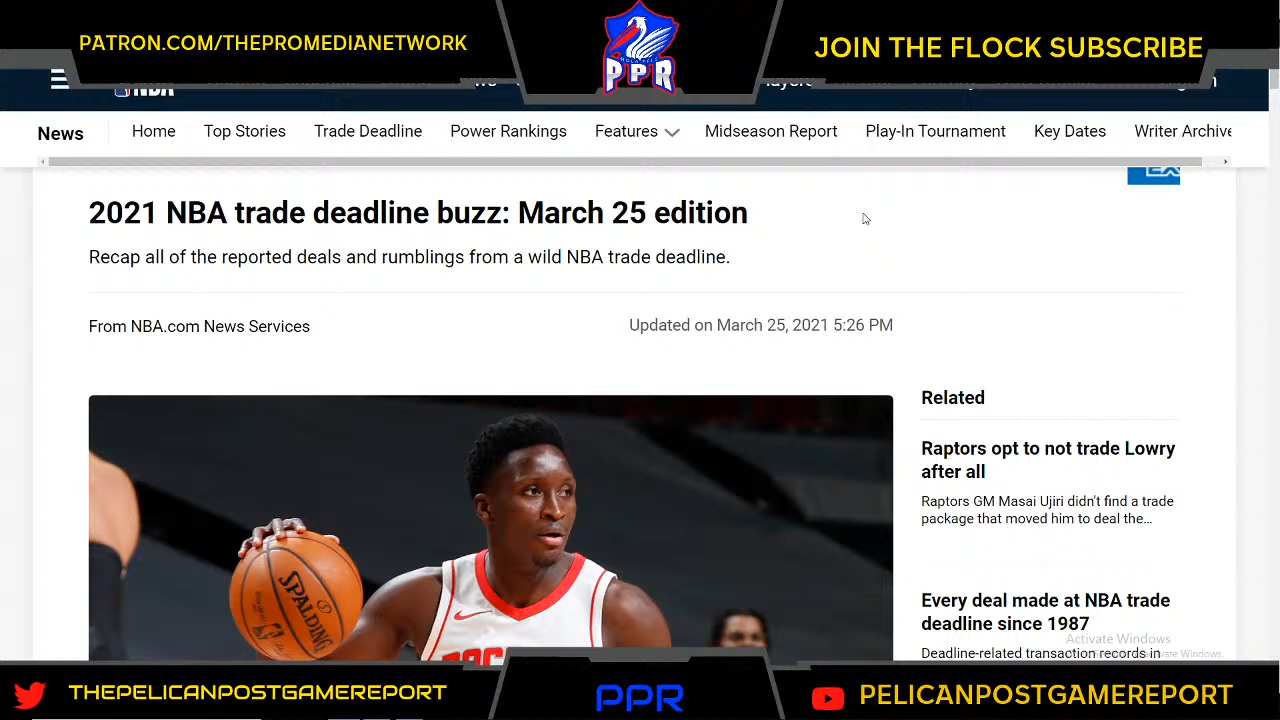 PATRON.COM/THEPROMEDIANETWORK
PPR
JOIN THE FLOCK SUBSCRIBE
NBA
News
Home
Top Stories
Trade Deadline
Power Rankings
Features
Midseason Report
Play-In Tournament
Key Dates
Writer Archive
2021 NBA trade deadline buzz: March 25 edition
Recap all of the reported deals and rumblings from a wild NBA trade deadline.
From NBA.com News Services
Updated on March 25, 2021 5:26 PM
Related
Raptors opt to not trade Lowry
after all
Raptors GM Masai Ujiri didn't find a trade
package that moved him to deal the...
Every deal made at NBA trade
deadline since 1987
Activate Windows
Deadline-related transaction records in
SPALDING
THEPELICANPOSTGAMEREPORT
PPR
PELICANPOSTGAMEREPORT